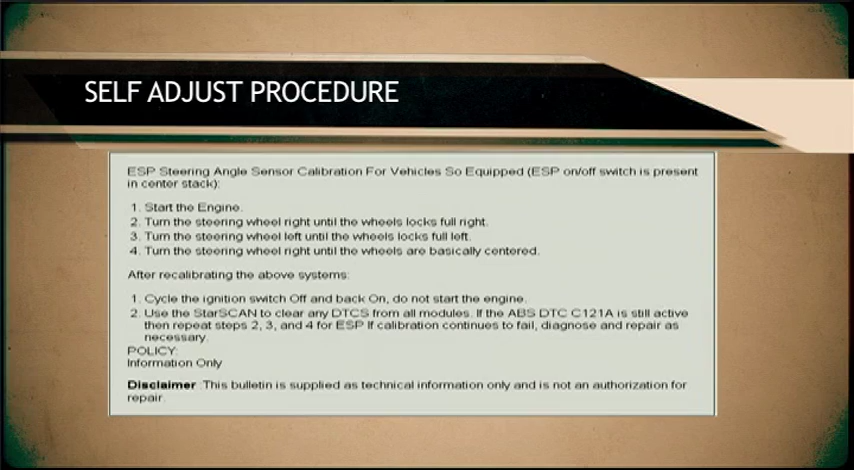 SELF ADJUST PROCEDURE
ESP Steering Angle Sensor Calibration For Vehicles So Equipped (ESP on/off switch is present
in center stack):
1. Start the Engine.
2. Turn the steering wheel right until the wheels locks full right.
3. Turn the steering wheel left until the wheels locks full left.
4. Turn the steering wheel right until the wheels are basically centered.
After recalibrating the above systems:
1. Cycle the ignition switch Off and back On, do not start the engine.
2. Use the StarSCAN to clear any DTCS from all modules. If the ABS DTC C121A is still active
then repeat steps 2, 3, and 4 for ESP If calibration continues to fail, diagnose and repair as
necessary.
POLICY:
Information Only
Disclaimer :This bulletin is supplied as technical information only and is not an authorization for
repair.